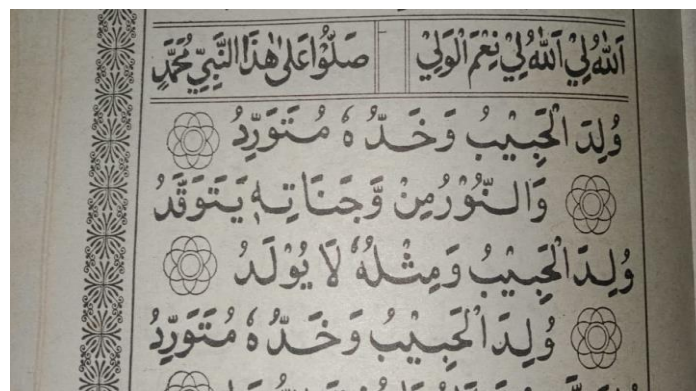 اَللّٰهُ لِيْ اَللّٰهُ لِيْ نِعْمَ الْوَلِيْ صَلُّوْا عَلٰى هٰذَا النَّبِيِّ مُحَمَّدٍ
وُلِدَ الْحَبِيْبُ وَخَدُّهٗ مُتَوَرِّدُ
وَالنُّوْرُ مِنْ وَّجَنَاتِهٖ يَتَوَقَّدُ
وُلِدَ الْحَبِيْبُ وَمِثْلُهٗ لَا يُوْلَدُ
وُلِدَ الْحَبِيْبُ وَخَدُّهٗ مُتَوَرِّدُ